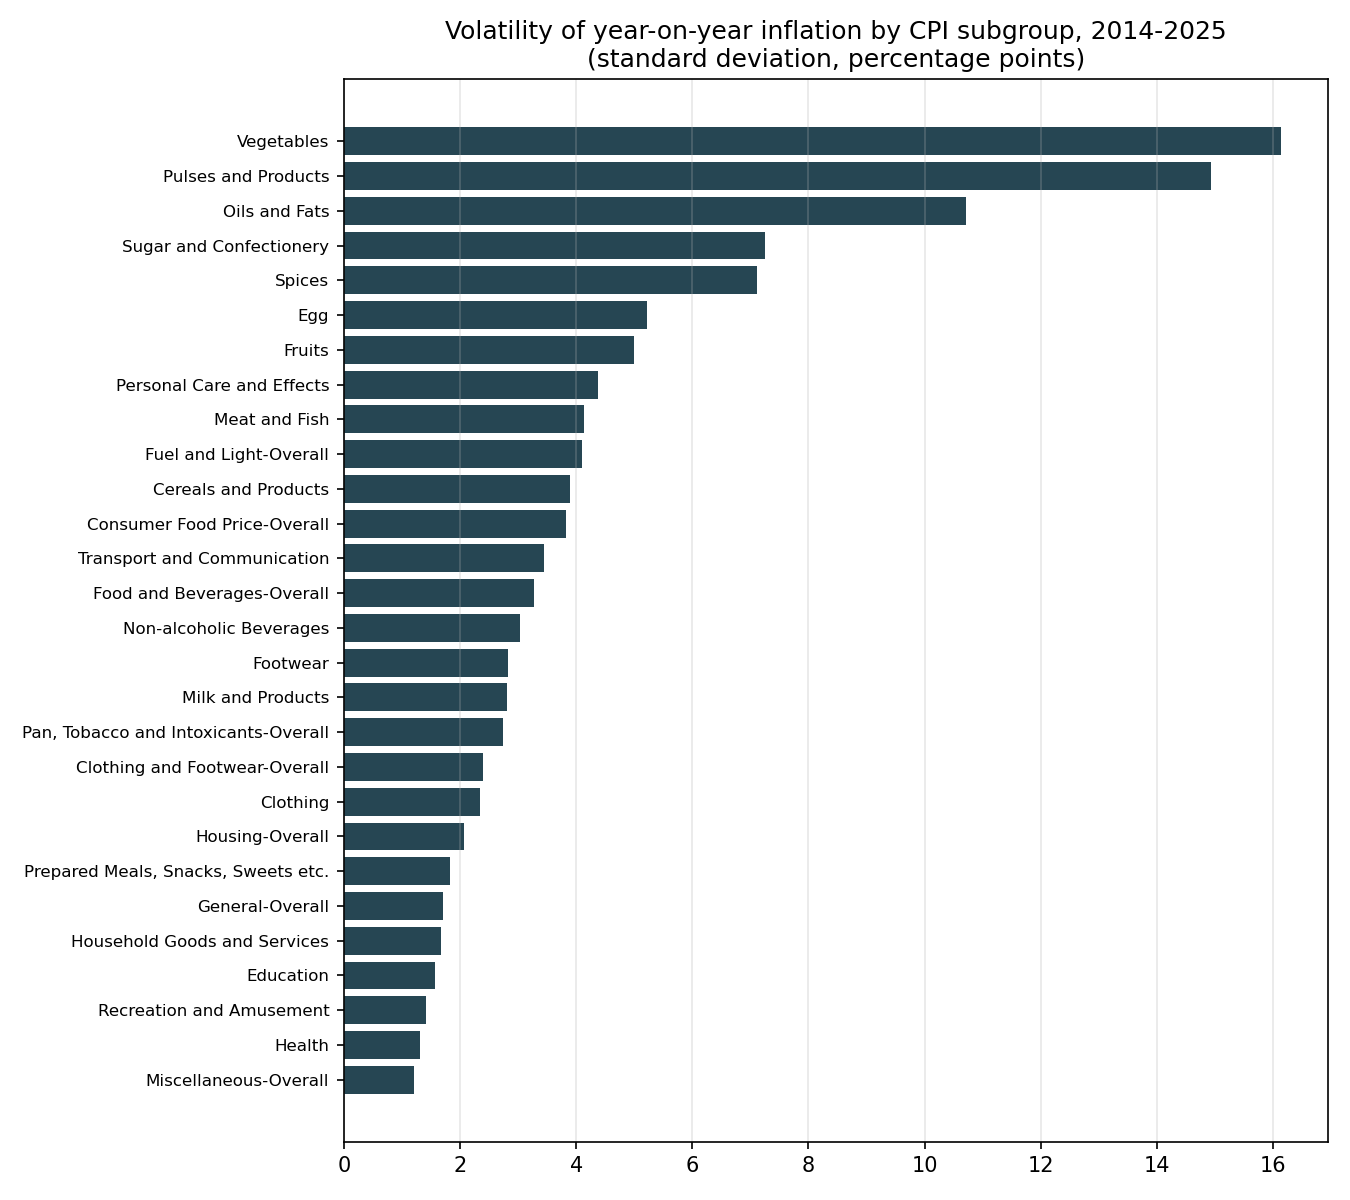 Volatility of year-on-year inflation by CPI subgroup, 2014-2025
(standard deviation, percentage points)
Vegetables
Pulses and Products
Oils and Fats
Sugar and Confectionery
Spices
Egg
Fruits
Personal Care and Effects
Meat and Fish
Fuel and Light-Overall
Cereals and Products
Consumer Food Price-Overall
Transport and Communication
Food and Beverages-Overall
Non-alcoholic Beverages
Footwear
Milk and Products
Pan, Tobacco and Intoxicants-Overall
Clothing and Footwear-Overall
Clothing
Housing-Overall
Prepared Meals, Snacks, Sweets etc.
General-Overall
Household Goods and Services
Education
Recreation and Amusement
Health
Miscellaneous-Overall
0 2 4 6 8 10 12 14 16